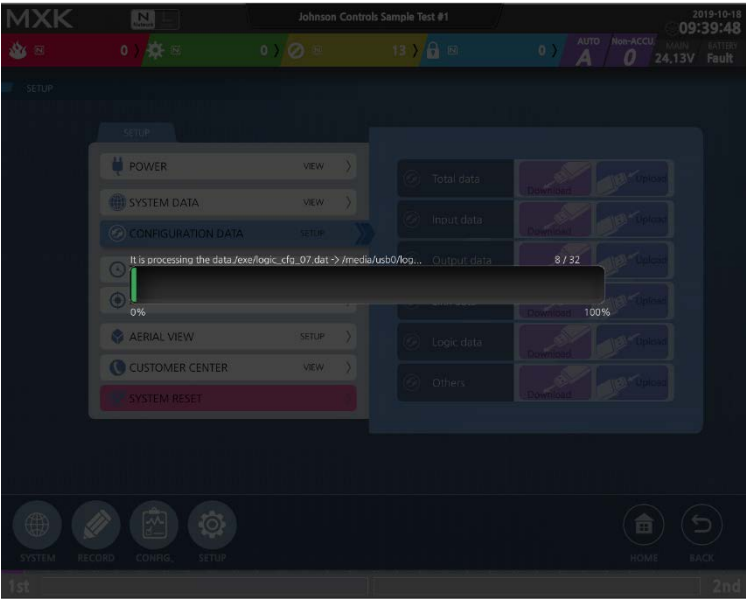 MXK
N
Network
L
Johnson Controls Sample Test #1
2019-10-18
09:39:48
N 0 N 0 N 13 N 0
AUTO
A
Non-ACCU.
0
MAIN
24.13V
BATTERY
Fault
SETUP
SETUP
POWER VIEW
SYSTEM DATA VIEW
CONFIGURATION DATA SETUP
Total data Download Upload
Input data Upload
It is processing the data./exe/logic_cfg_07.dat -> /media/usb0/log... Output data 8 / 32
0% 100%
Download
AERIAL VIEW SETUP
Logic data Download Upload
CUSTOMER CENTER VIEW
Others Download Upload
SYSTEM RESET
SYSTEM RECORD CONFIG. SETUP HOME BACK
1st 2nd